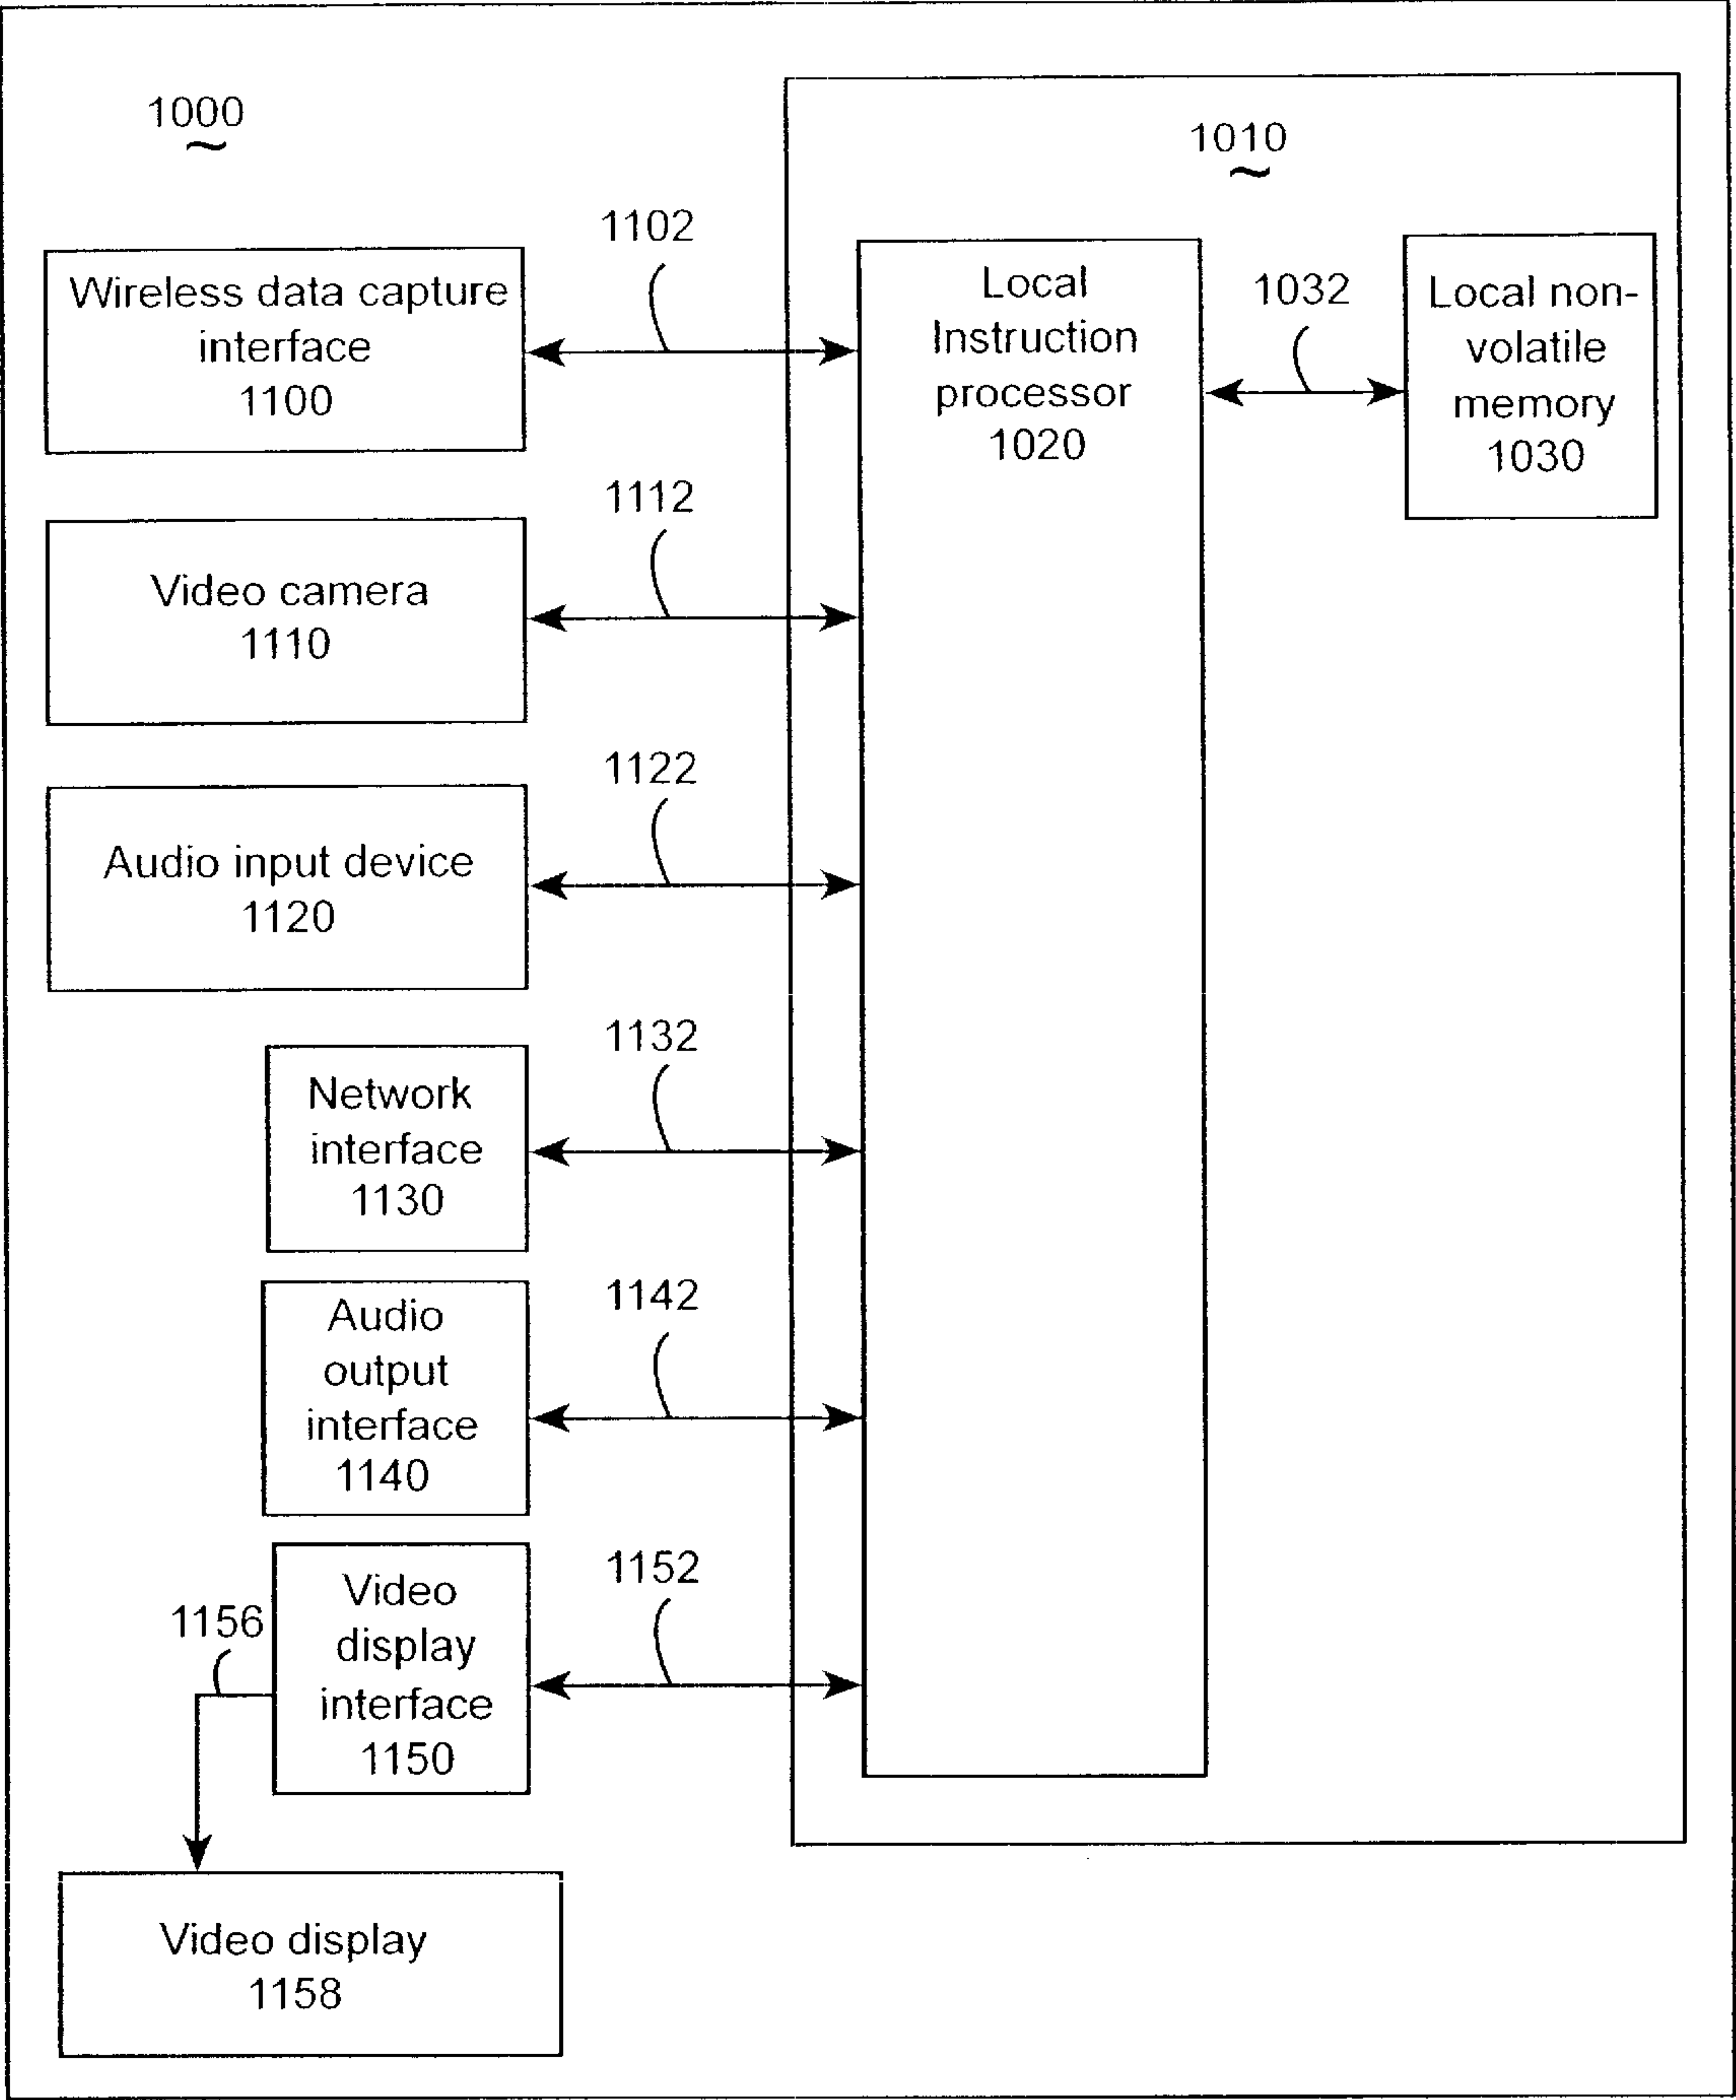 1000
1010
1102
Wireless data capture
interface
1100
Local
Instruction
processor
1020
1032
Local non-
volatile
memory
1030
1112
Video camera
1110
1122
Audio input device
1120
1132
Network
interface
1130
1142
Audio
output
interface
1140
1152
Video
display
interface
1150
1156
Video display
1158